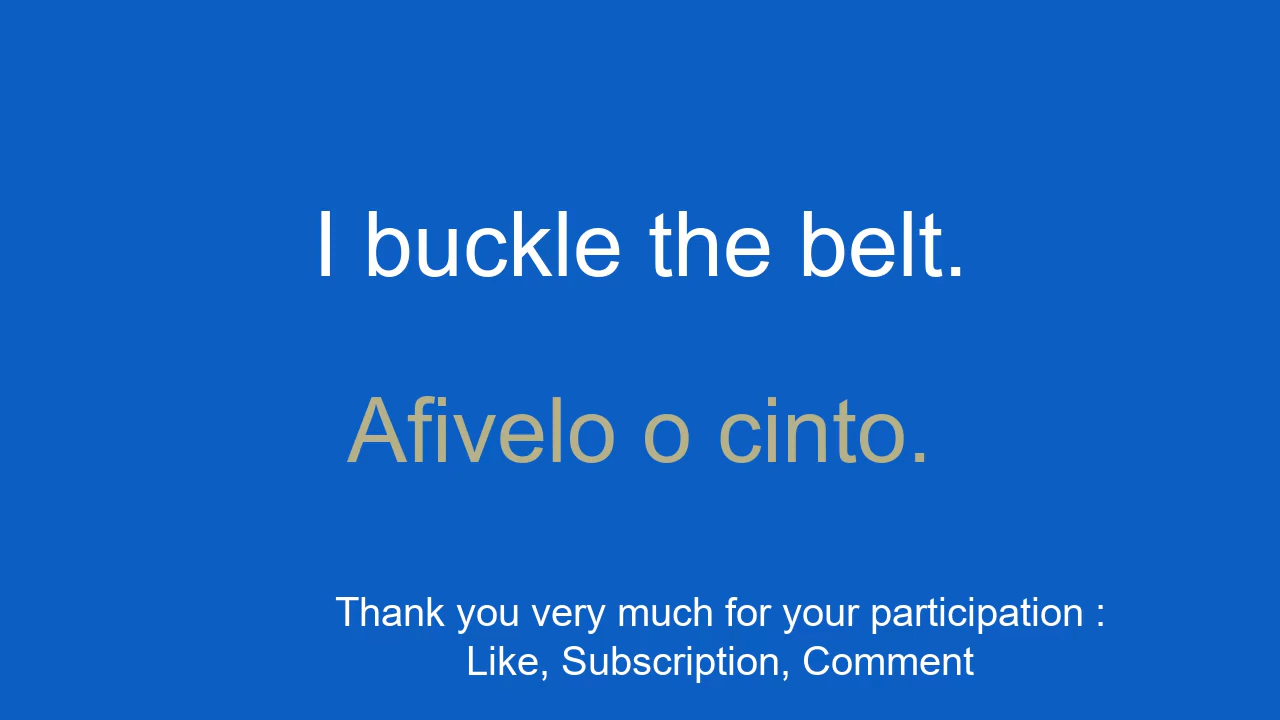 I buckle the belt.
Afivelo o cinto.
Thank you very much for your participation :
Like, Subscription, Comment